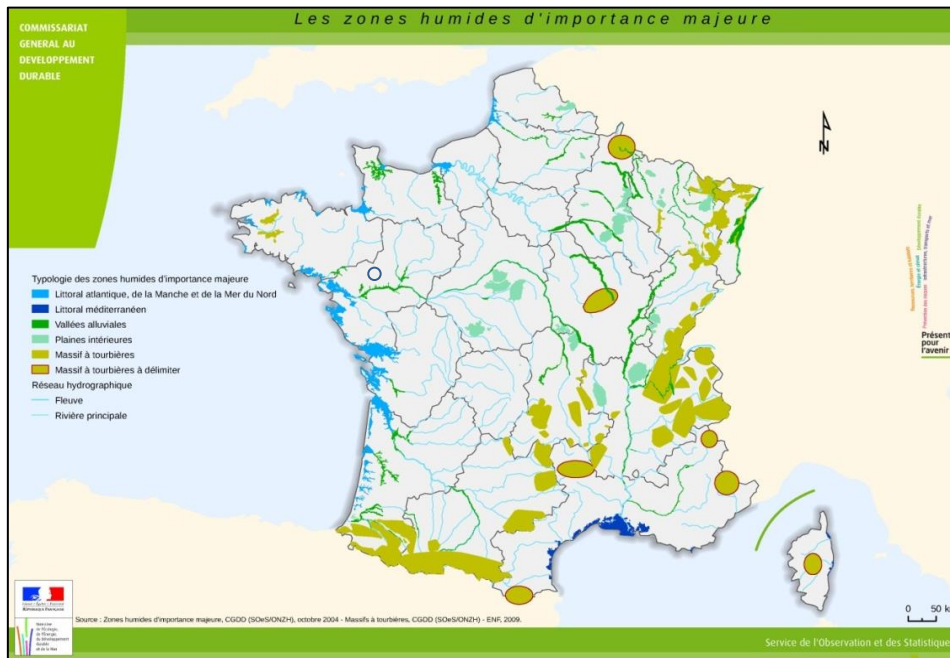 Les zones humides d'importance majeure
COMMISSARIAT
GENERAL AU
DEVELOPPEMENT
DURABLE
N
Typologie des zones humides d'importance majeure
Littoral atlantique, de la Manche et de la Mer du Nord
Littoral méditerranéen
Vallées alluviales
Plaines intérieures
Massif à tourbières
Massif à tourbières à délimiter
Réseau hydrographique
Fleuve
Rivière principale
Présent
pour
l'avenir
0 50 k
Source : Zones humides d'importance majeure, CGDD (SOeS/ONZH), octobre 2004 - Massifs à tourbières, CGDD (SOeS/ONZH) - ENF, 2009.
RÉPUBLIQUE FRANÇAISE
Service de l'Observation et des Statistique